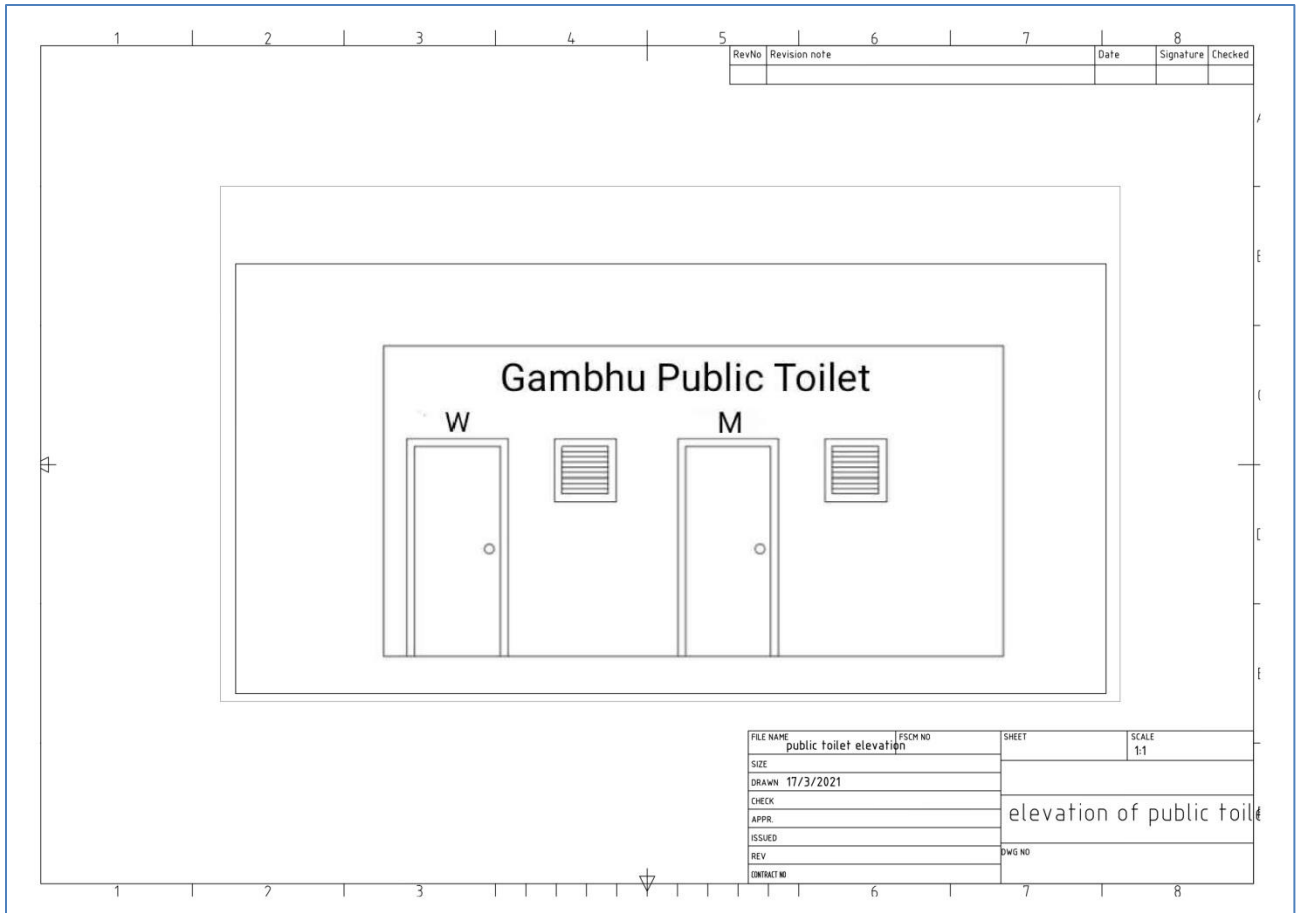 1 2 3 4 5 6 7 8
RevNo Revision note Date Signature Checked
Gambhu Public Toilet
W M
FILE NAME public toilet elevation FSCM NO SHEET SCALE
1:1
SIZE
DRAWN 17/3/2021
CHECK
elevation of public
APPR.
ISSUED
REV DWG NO
CONTRACT NO
1 2 3 6 7 8